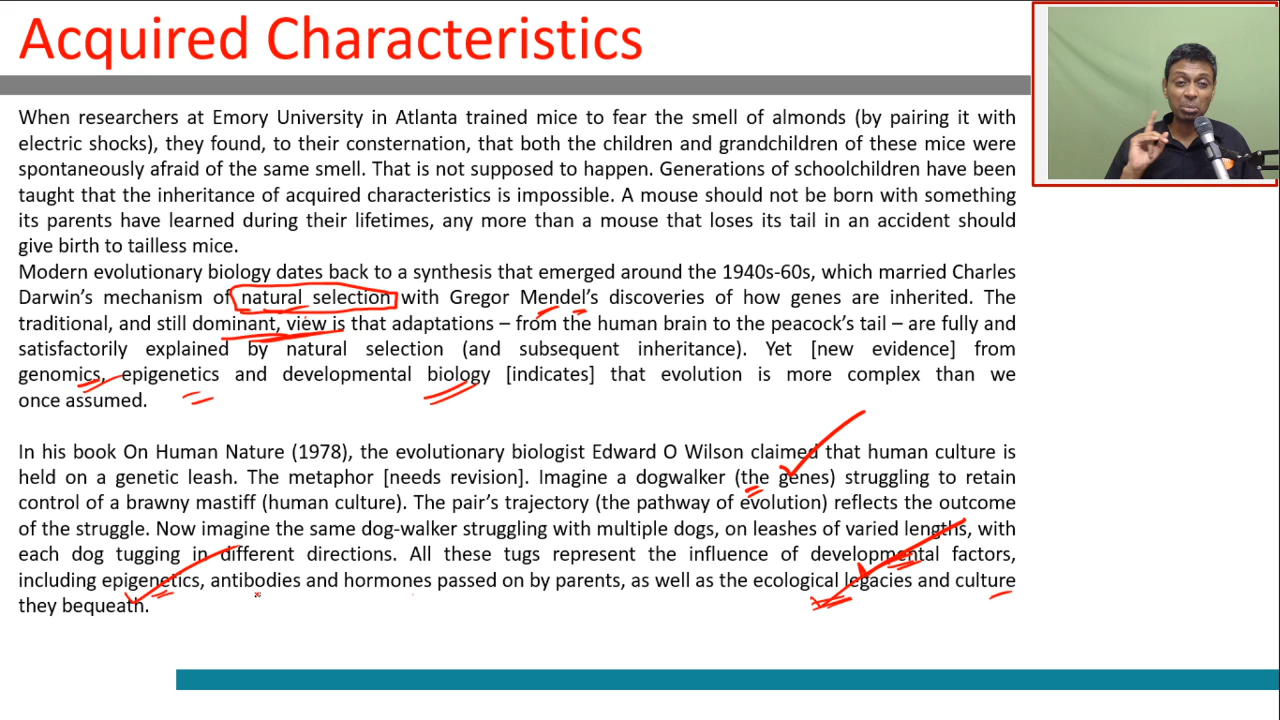 Acquired Characteristics
When researchers at Emory University in Atlanta trained mice to fear the smell of almonds (by pairing it with
electric shocks), they found, to their consternation, that both the children and grandchildren of these mice were
spontaneously afraid of the same smell. That is not supposed to happen. Generations of schoolchildren have been
taught that the inheritance of acquired characteristics is impossible. A mouse should not be born with something
its parents have learned during their lifetimes, any more than a mouse that loses its tail in an accident should
give birth to tailless mice.
Modern evolutionary biology dates back to a synthesis that emerged around the 1940s-60s, which married Charles
Darwin’s mechanism of natural selection with Gregor Mendel’s discoveries of how genes are inherited. The
traditional, and still dominant, view is that adaptations – from the human brain to the peacock’s tail – are fully and
satisfactorily explained by natural selection (and subsequent inheritance). Yet [new evidence] from
genomics, epigenetics and developmental biology [indicates] that evolution is more complex than we
once assumed.
In his book On Human Nature (1978), the evolutionary biologist Edward O Wilson claimed that human culture is
held on a genetic leash. The metaphor [needs revision]. Imagine a dogwalker (the genes) struggling to retain
control of a brawny mastiff (human culture). The pair’s trajectory (the pathway of evolution) reflects the outcome
of the struggle. Now imagine the same dog-walker struggling with multiple dogs, on leashes of varied lengths, with
each dog tugging in different directions. All these tugs represent the influence of developmental factors,
including epigenetics, antibodies and hormones passed on by parents, as well as the ecological legacies and culture
they bequeath.